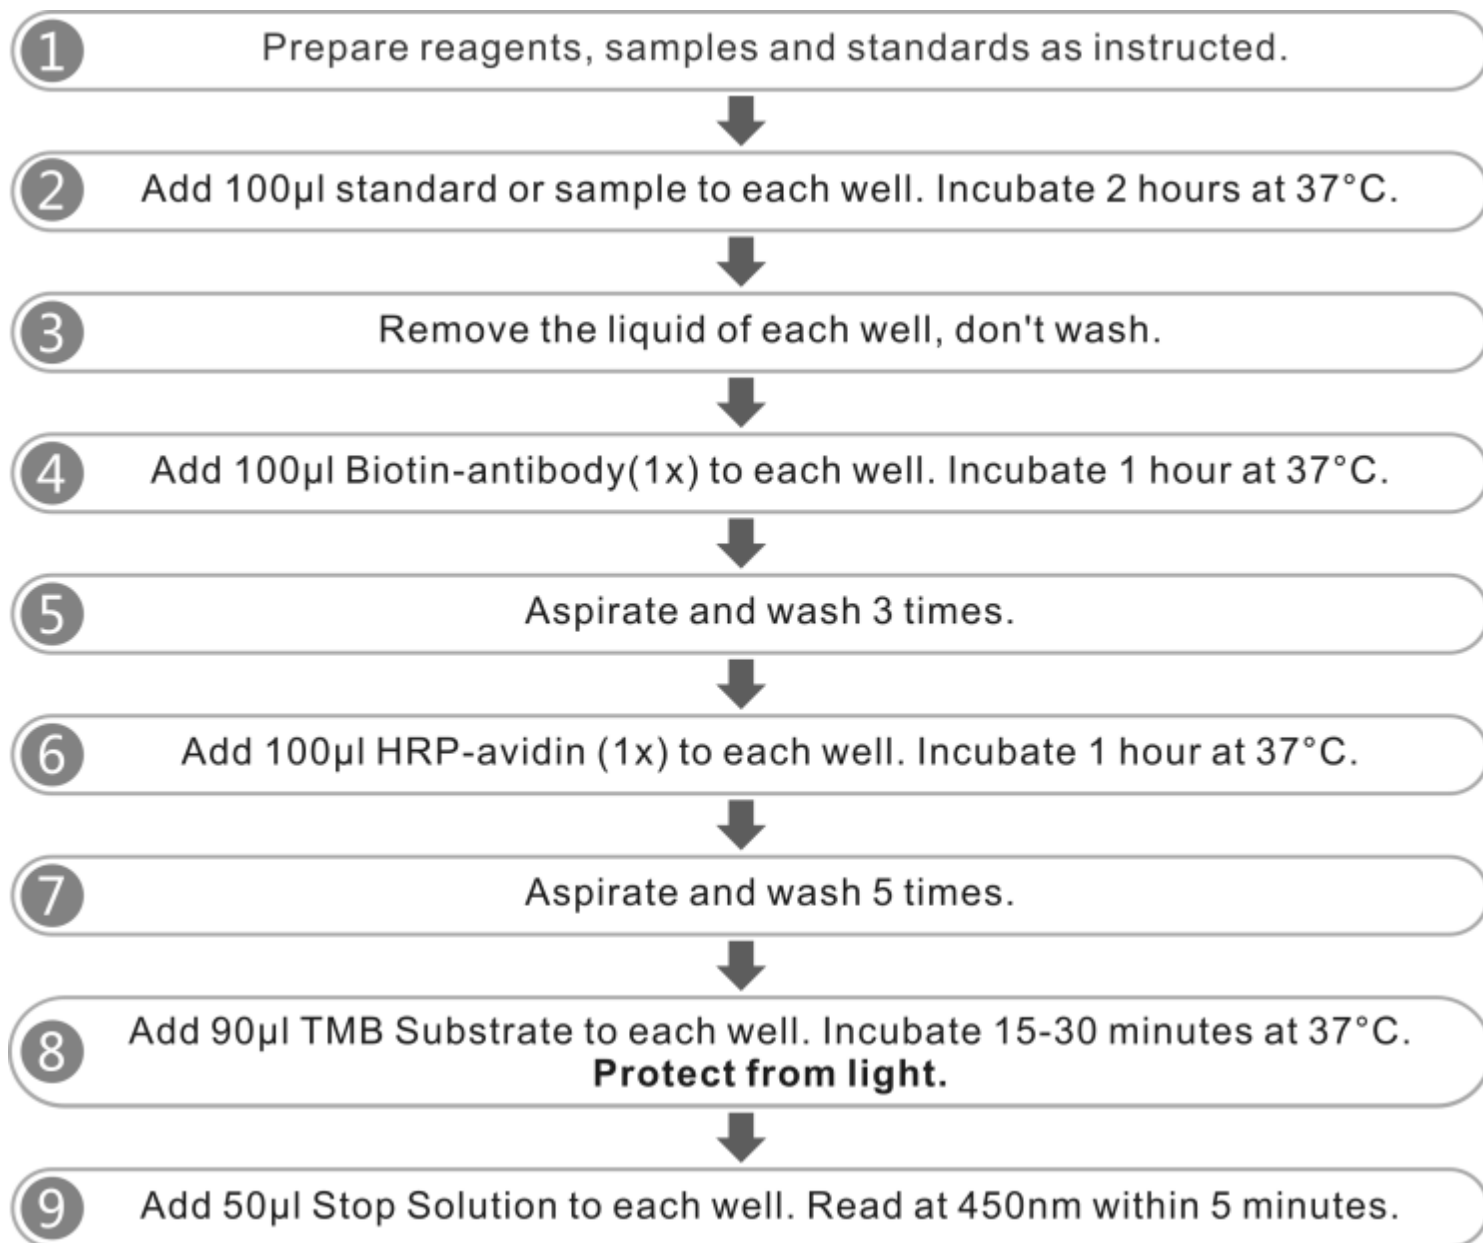 1 Prepare reagents, samples and standards as instructed.
2 Add 100µl standard or sample to each well. Incubate 2 hours at 37°C.
3 Remove the liquid of each well, don't wash.
4 Add 100µl Biotin-antibody(1x) to each well. Incubate 1 hour at 37°C.
5 Aspirate and wash 3 times.
6 Add 100µl HRP-avidin (1x) to each well. Incubate 1 hour at 37°C.
7 Aspirate and wash 5 times.
8 Add 90µl TMB Substrate to each well. Incubate 15-30 minutes at 37°C.
Protect from light.
9 Add 50µl Stop Solution to each well. Read at 450nm within 5 minutes.